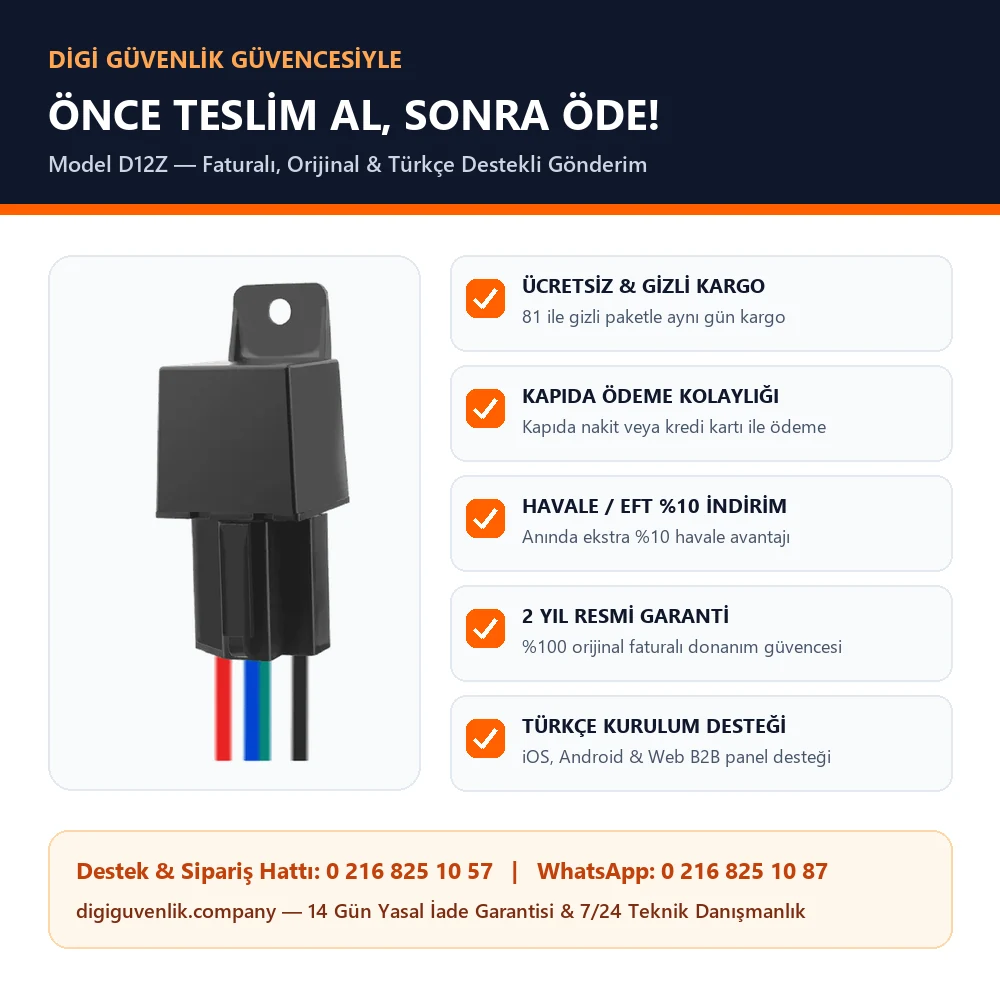 DİGİ GÜVENLİK GÜVENCESİYLE
ÖNCE TESLİM AL, SONRA ÖDE!
Model D12Z — Faturalı, Orijinal & Türkçe Destekli Gönderim
ÜCRETSİZ & GİZLİ KARGO
81 ile gizli paketle aynı gün kargo
KAPIDA ÖDEME KOLAYLIĞI
Kapıda nakit veya kredi kartı ile ödeme
HAVALE / EFT %10 İNDİRİM
Anında ekstra %10 havale avantajı
2 YIL RESMİ GARANTİ
%100 orijinal faturalı donanım güvencesi
TÜRKÇE KURULUM DESTEĞİ
iOS, Android & Web B2B panel desteği
Destek & Sipariş Hattı: 0 216 825 10 57 | WhatsApp: 0 216 825 10 87
digiguvenlik.company — 14 Gün Yasal İade Garantisi & 7/24 Teknik Danışmanlık